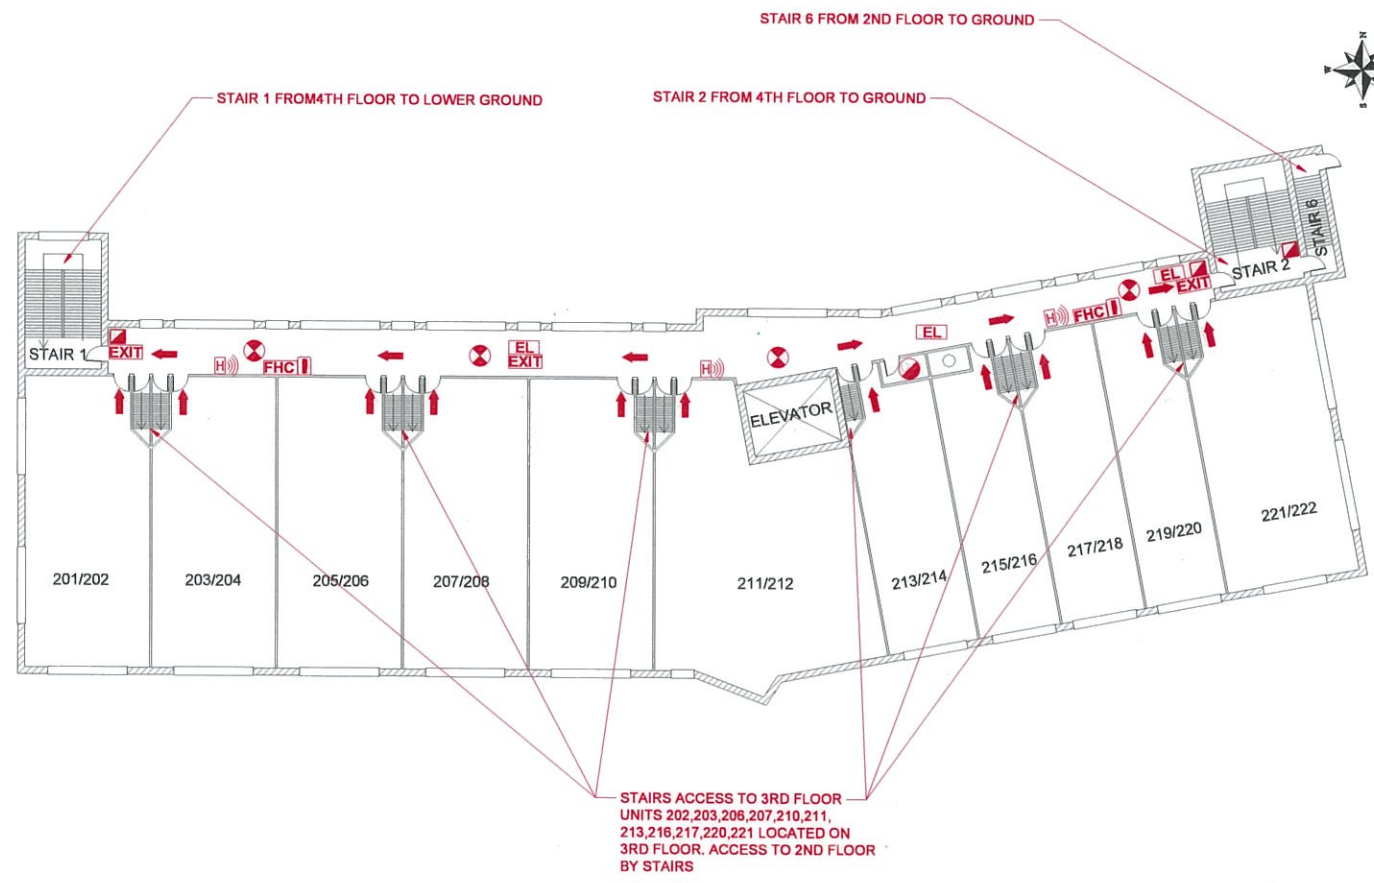 STAIR 6 FROM 2ND FLOOR TO GROUND
N
W
S
STAIR 1 FROM4TH FLOOR TO LOWER GROUND
STAIR 2 FROM 4TH FLOOR TO GROUND
STAIR 6
STAIR 2
EL
EXIT
H
FHC
EL
STAIR 1
EXIT
H
FHC
EL
EXIT
H
ELEVATOR
201/202
203/204
205/206
207/208
209/210
211/212
213/214
215/216
217/218
219/220
221/222
STAIRS ACCESS TO 3RD FLOOR
UNITS 202,203,206,207,210,211,
213,216,217,220,221 LOCATED ON
3RD FLOOR. ACCESS TO 2ND FLOOR
BY STAIRS